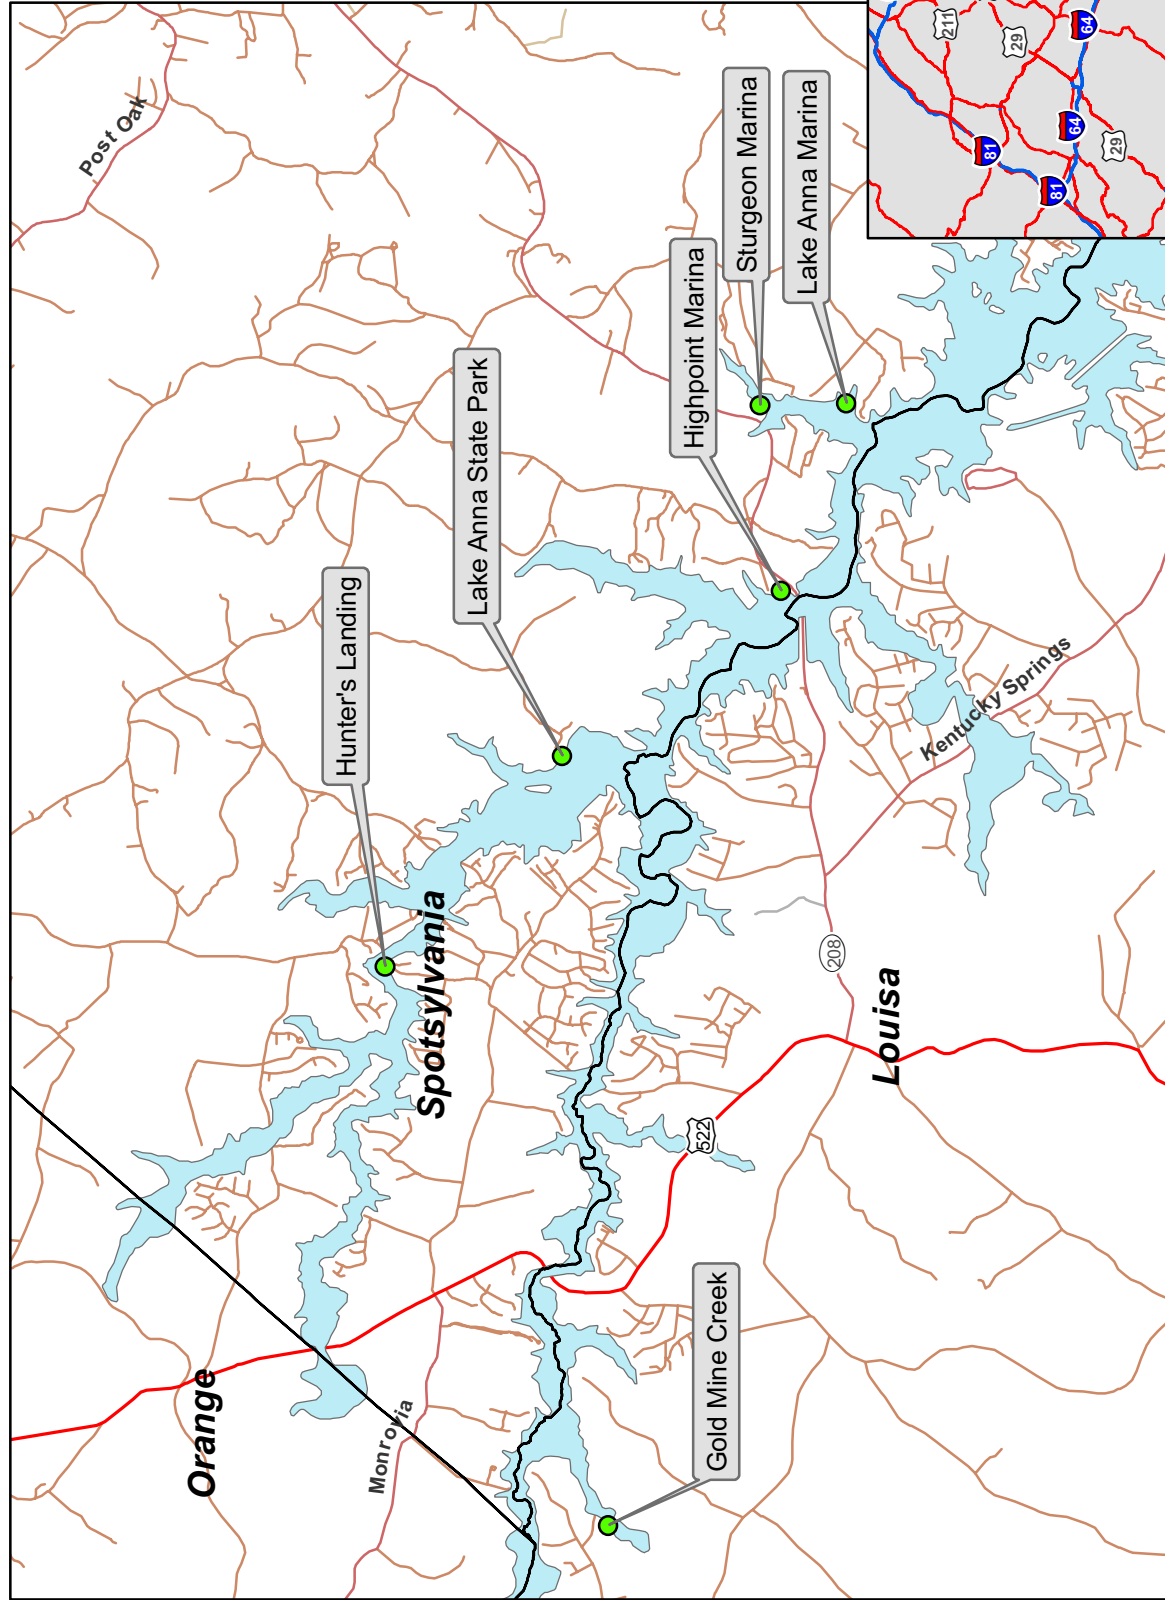 Post Oak
Sturgeon Marina
Lake Anna Marina
Highpoint Marina
Lake Anna State Park
Hunter's Landing
Spotsylvania
Kentucky Springs
208
Louisa
522
Orange
Monrovia
Gold Mine Creek
211
29
64
81
64
29
81